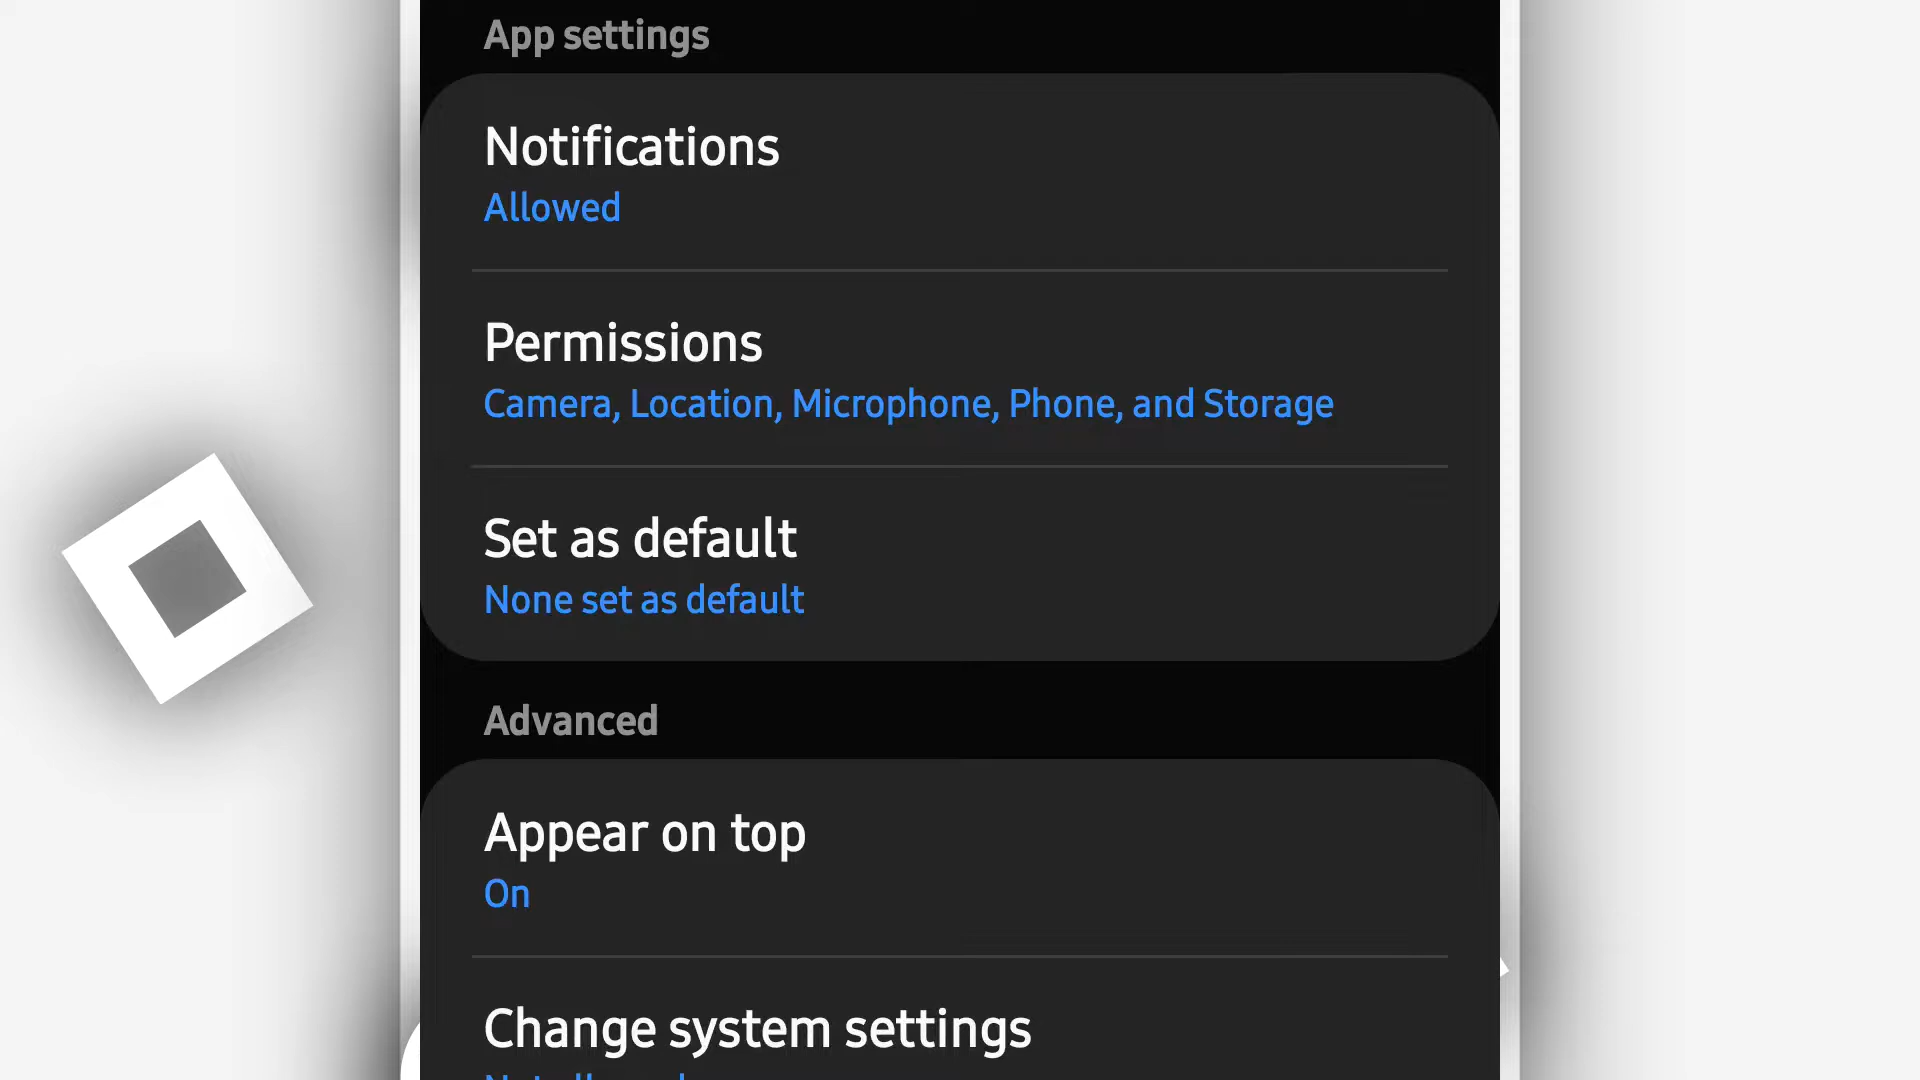 App settings
Notifications
Allowed
Permissions
Camera, Location, Microphone, Phone, and Storage
Set as default
None set as default
Advanced
Appear on top
On
Change system settings